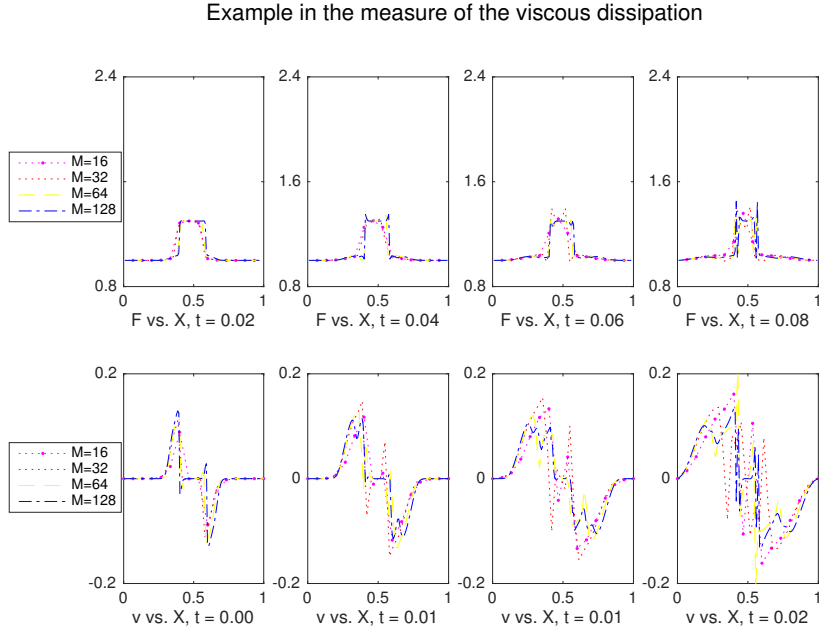 Example in the measure of the viscous dissipation
2.4
1.6
0.8
0 0.5 1
F vs. X, t = 0.02
2.4
1.6
0.8
0 0.5 1
F vs. X, t = 0.04
2.4
1.6
0.8
0 0.5 1
F vs. X, t = 0.06
2.4
1.6
0.8
0 0.5 1
F vs. X, t = 0.08
M=16
M=32
M=64
M=128
0.2
0
-0.2
0 0.5 1
v vs. X, t = 0.00
0.2
0
-0.2
0 0.5 1
v vs. X, t = 0.01
0.2
0
-0.2
0 0.5 1
v vs. X, t = 0.01
0.2
0
-0.2
0 0.5 1
v vs. X, t = 0.02
M=16
M=32
M=64
M=128